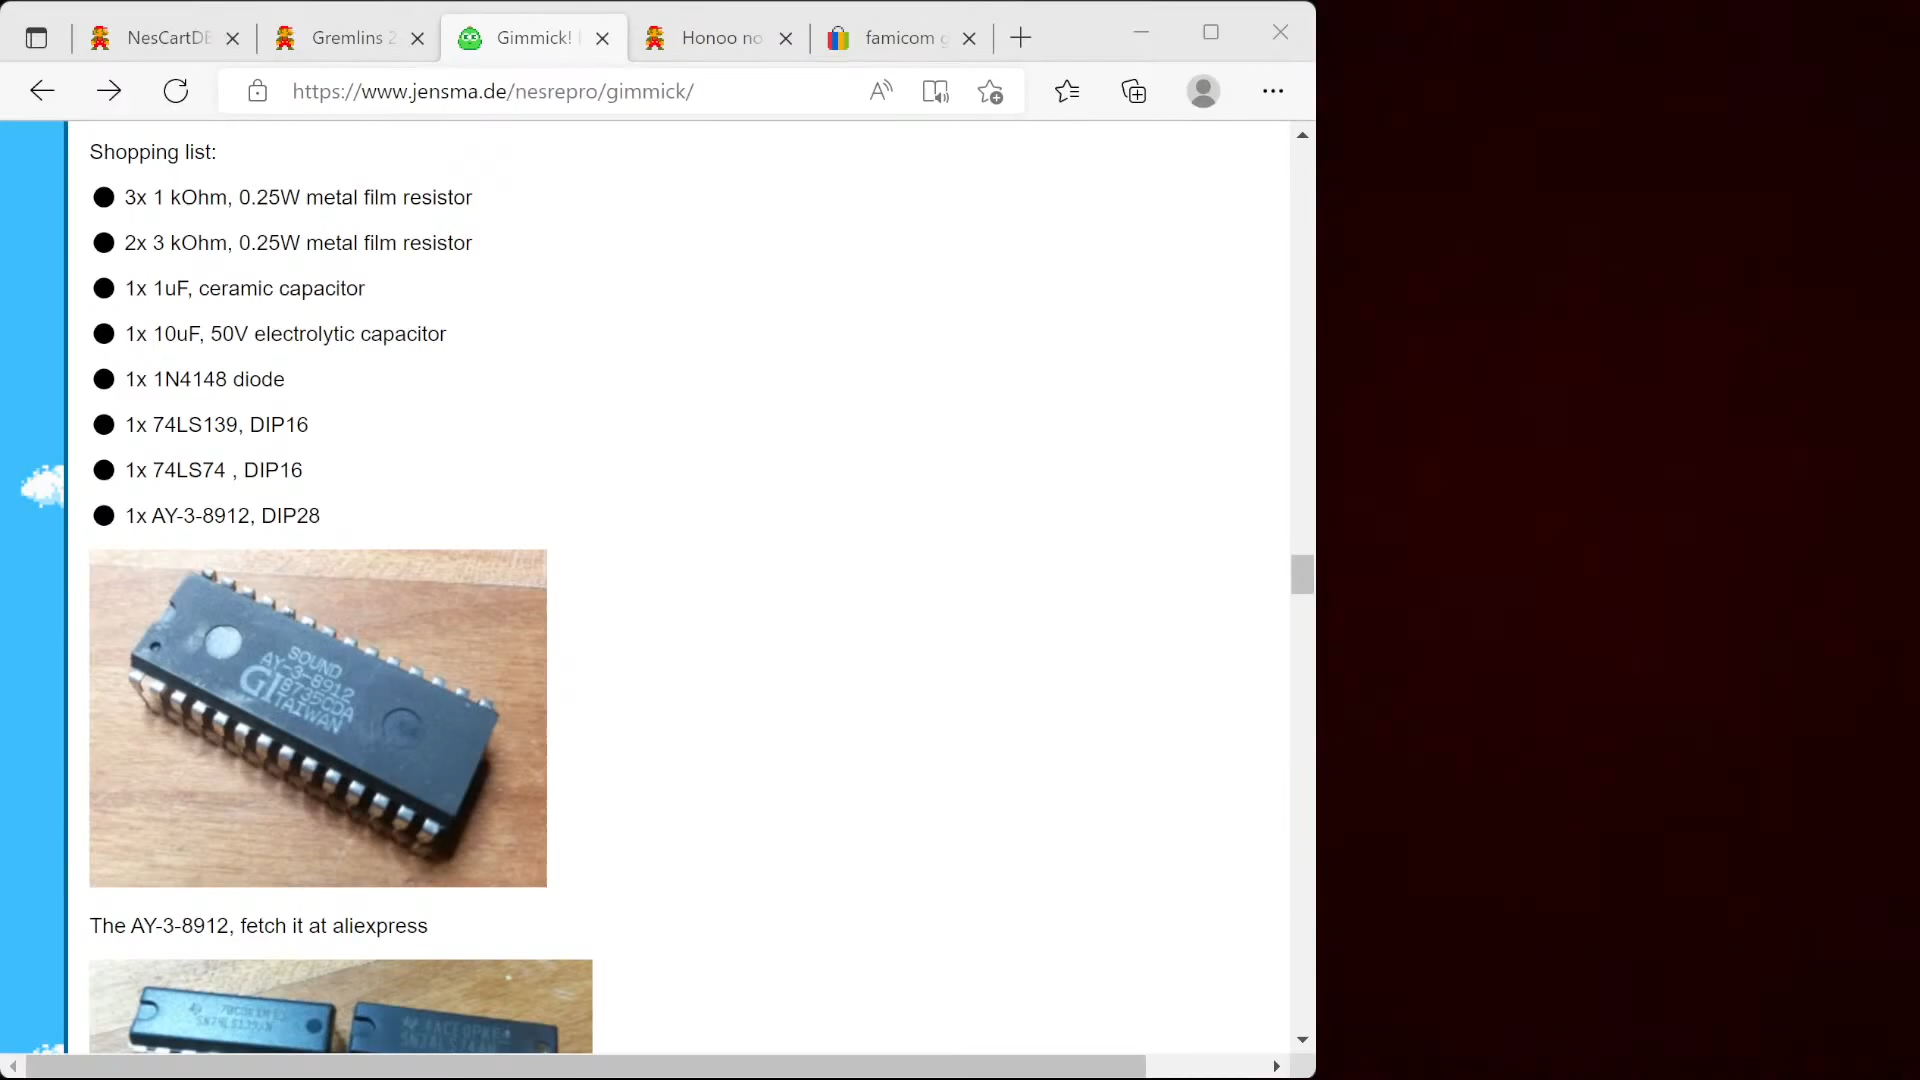 NesCartDB
Gremlins 2
Gimmick!
Honoo no
famicom g
https://www.jensma.de/nesrepro/gimmick/
Shopping list:
3x 1 kOhm, 0.25W metal film resistor
2x 3 kOhm, 0.25W metal film resistor
1x 1uF, ceramic capacitor
1x 10uF, 50V electrolytic capacitor
1x 1N4148 diode
1x 74LS139, DIP16
1x 74LS74 , DIP16
1x AY-3-8912, DIP28
SOUND
AY-3-8912
GI 8735CDA
TAIWAN
The AY-3-8912, fetch it at aliexpress
SN74LS139AN